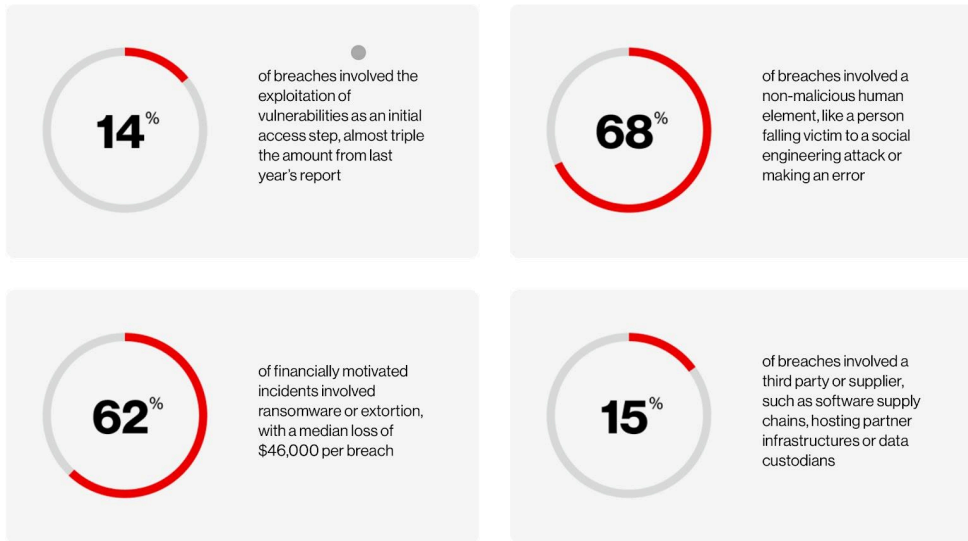 14%
of breaches involved the
exploitation of
vulnerabilities as an initial
access step, almost triple
the amount from last
year's report
68%
of breaches involved a
non-malicious human
element, like a person
falling victim to a social
engineering attack or
making an error
62%
of financially motivated
incidents involved
ransomware or extortion,
with a median loss of
$46,000 per breach
15%
of breaches involved a
third party or supplier,
such as software supply
chains, hosting partner
infrastructures or data
custodians